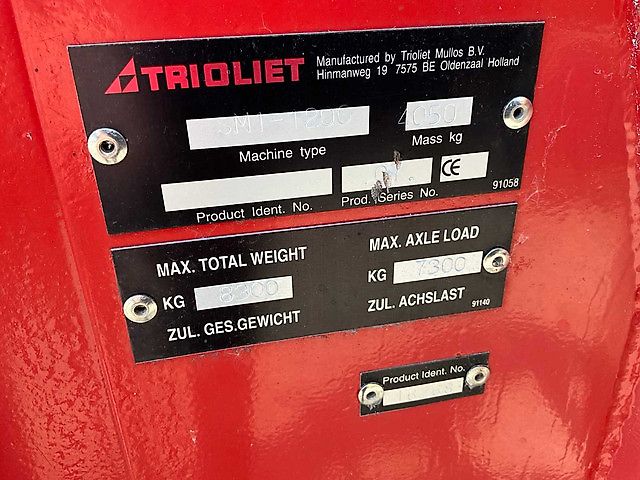 TRIOLIET
Manufactured by Trioliet Mullos B.V.
Hinmanweg 19 7575 BE Oldenzaal Holland
4050
Machine type
Mass kg
CE
Product Ident. No.
Prod. Series No.
91058
MAX. TOTAL WEIGHT
MAX. AXLE LOAD
KG 8300
KG 7300
ZUL. GES.GEWICHT
ZUL. ACHSLAST
91140
Product Ident. No.